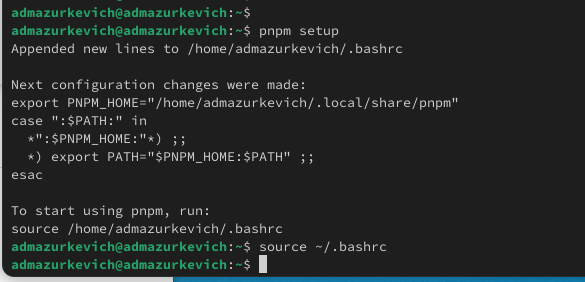 admazurkevich@admazurkevich:~$
admazurkevich@admazurkevich:~$ pnpm setup
Appended new lines to /home/admazurkevich/.bashrc

Next configuration changes were made:
export PNPM_HOME="/home/admazurkevich/.local/share/pnpm"
case ":$PATH:" in
  *":$PNPM_HOME:"*) ;;
  *) export PATH="$PNPM_HOME:$PATH" ;;
esac

To start using pnpm, run:
source /home/admazurkevich/.bashrc
admazurkevich@admazurkevich:~$ source ~/.bashrc
admazurkevich@admazurkevich:~$